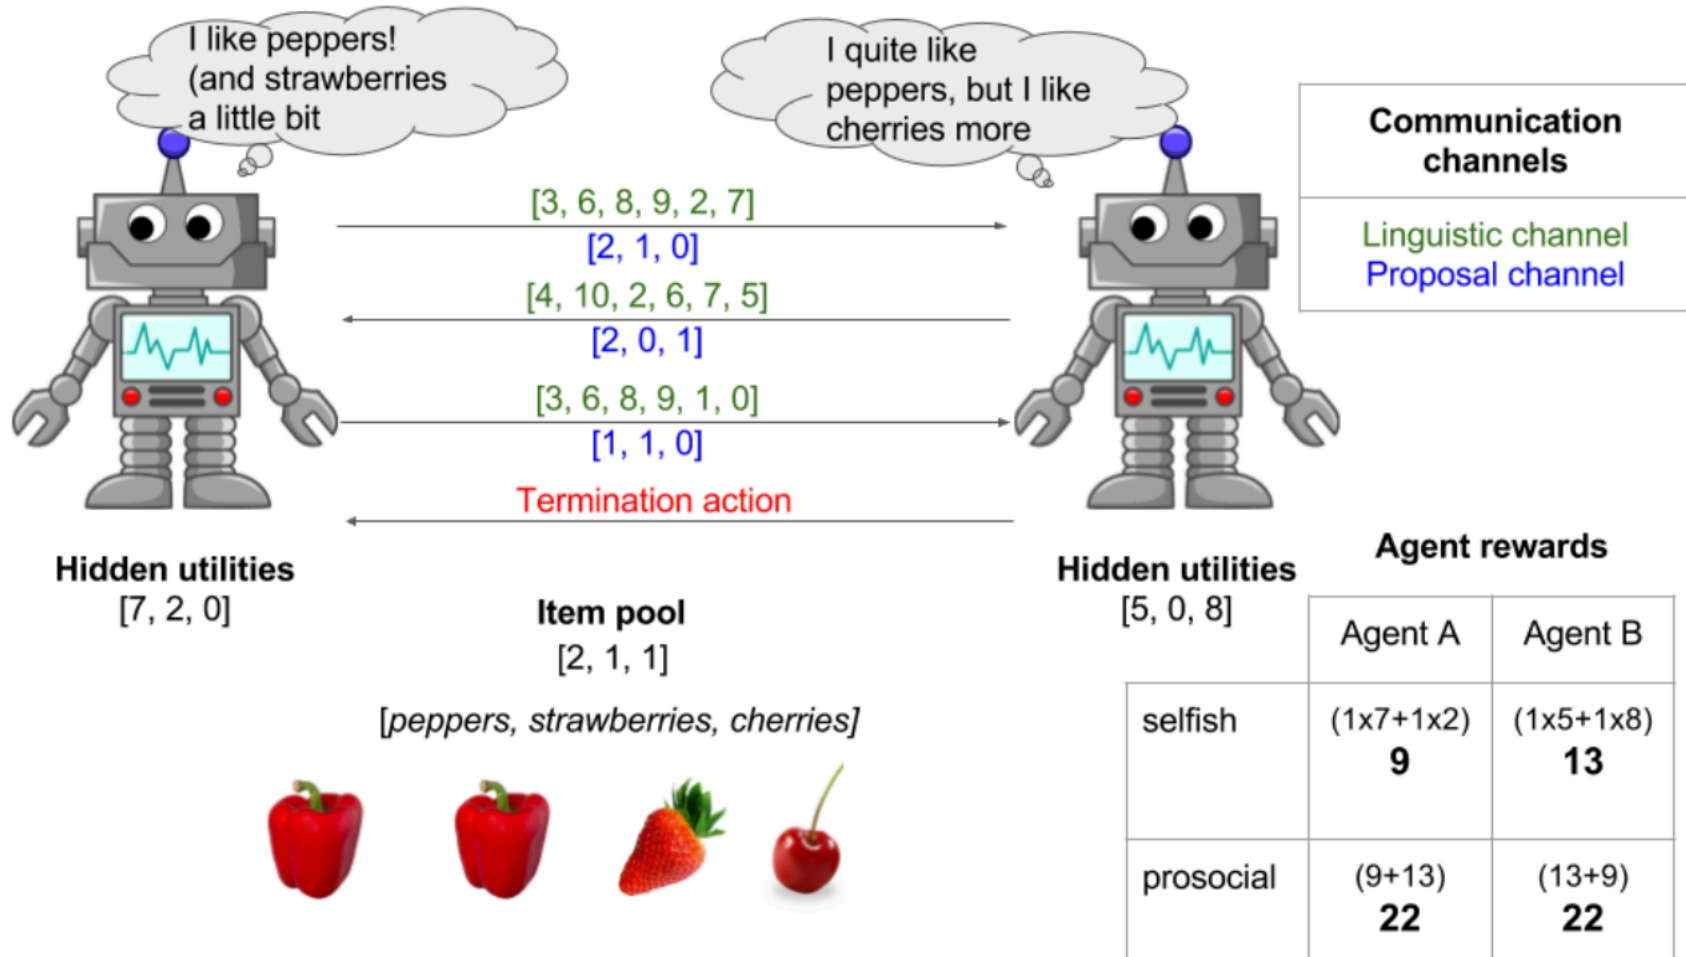 I like peppers!
(and strawberries
a little bit
I quite like
peppers, but I like
cherries more
Communication
channels
Linguistic channel
Proposal channel
[3, 6, 8, 9, 2, 7]
[2, 1, 0]
[4, 10, 2, 6, 7, 5]
[2, 0, 1]
[3, 6, 8, 9, 1, 0]
[1, 1, 0]
Termination action
Hidden utilities
[7, 2, 0]
Item pool
[2, 1, 1]
[peppers, strawberries, cherries]
Hidden utilities
[5, 0, 8]
Agent rewards
Agent A
Agent B
selfish
(1x7+1x2)
9
(1x5+1x8)
13
prosocial
(9+13)
22
(13+9)
22